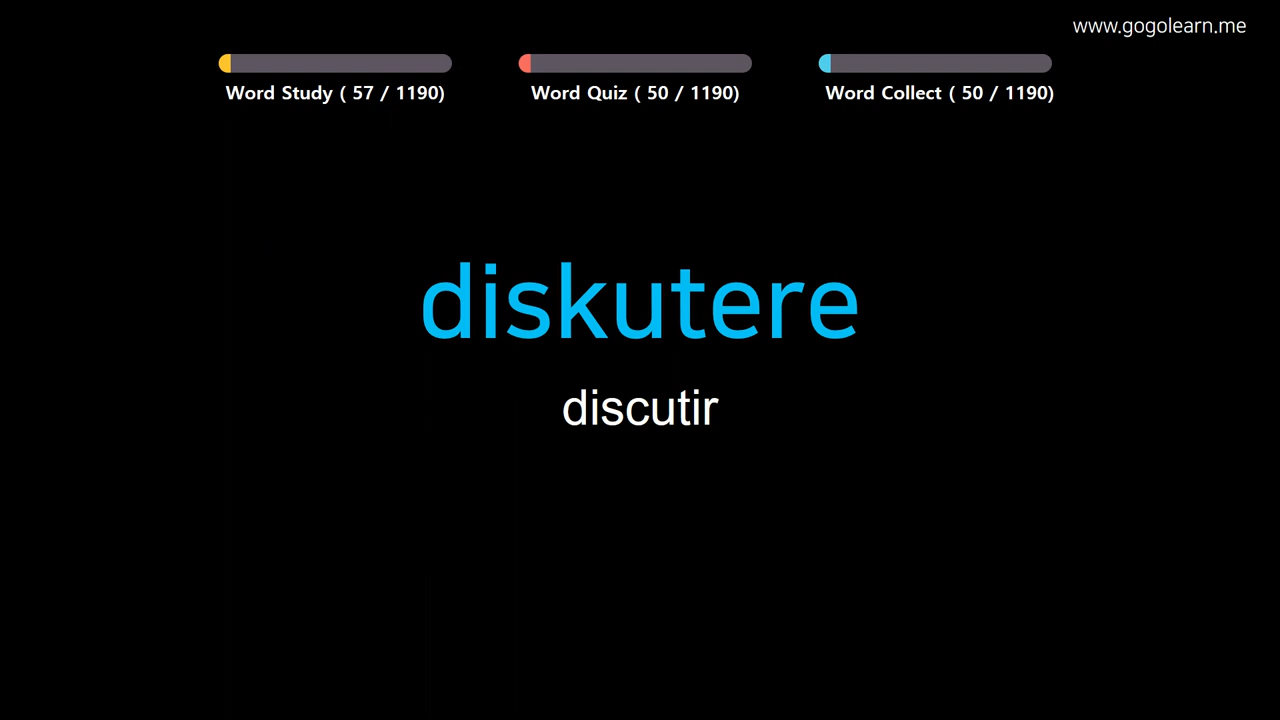 www.gogolearn.me
Word Study ( 57 / 1190)
Word Quiz ( 50 / 1190)
Word Collect ( 50 / 1190)
diskutere
discutir